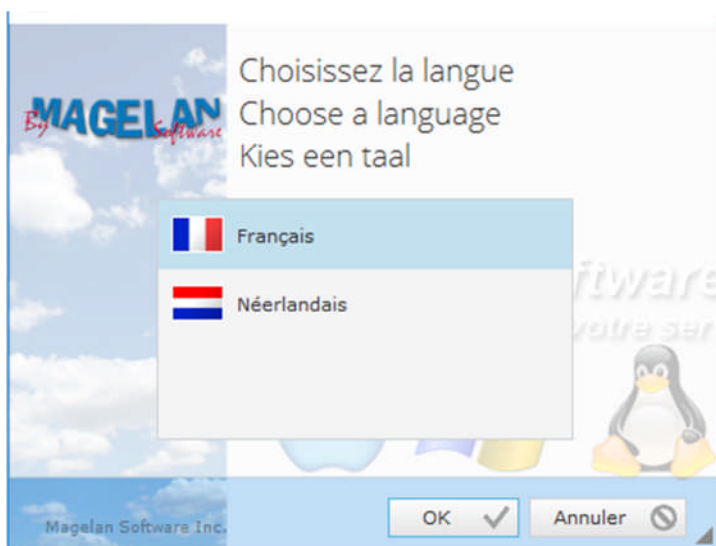 Choisissez la langue
Choose a language
Kies een taal
By MAGELAN Software
Français
Néerlandais
ftware
votre ser
Magelan Software Inc.
OK
Annuler